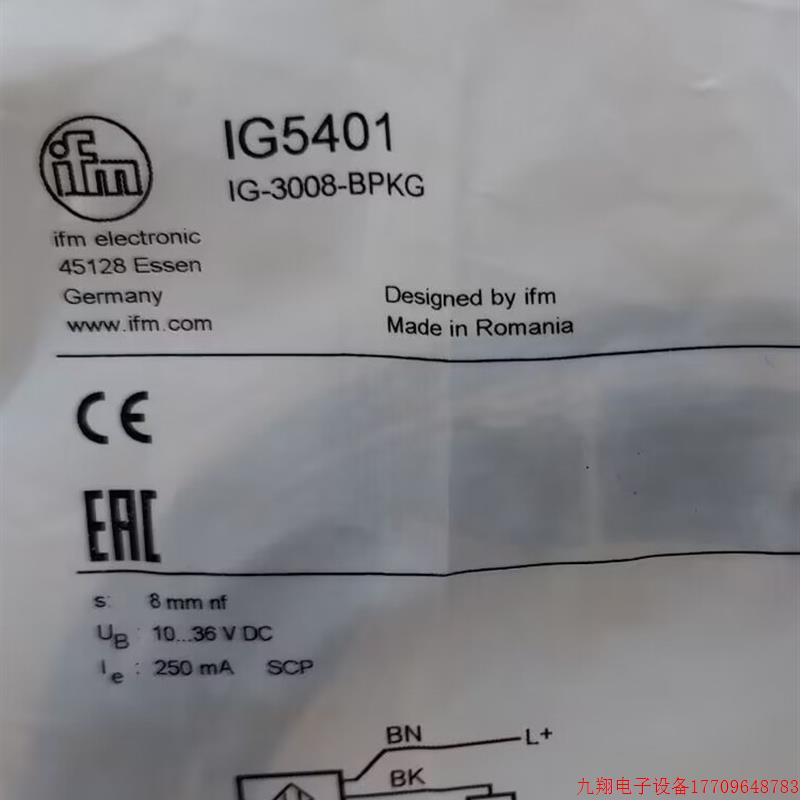 ifm
IG5401
IG-3008-BPKG
ifm electronic
45128 Essen
Germany
www.ifm.com
Designed by ifm
Made in Romania
CE
EAC
s: 8 mm nf
UB : 10...36 V DC
Ie : 250 mA SCP
BN L+
BK
九翔电子设备17709648783